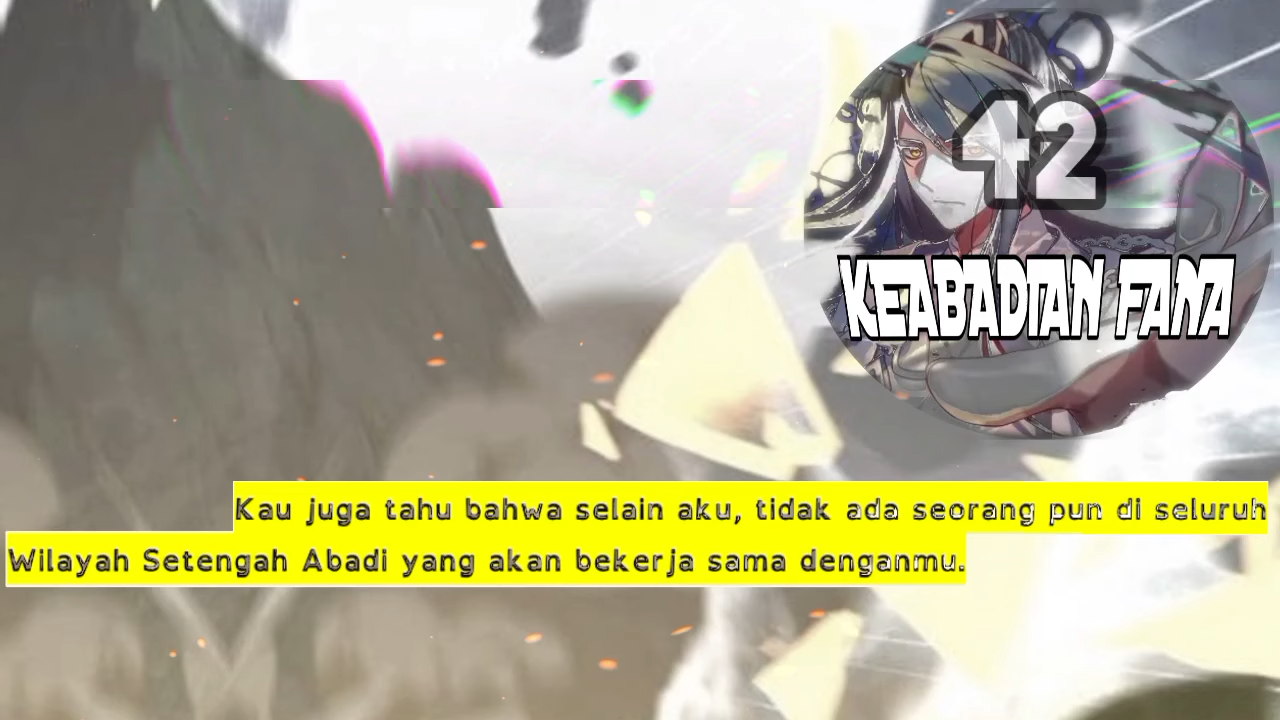 42
KEABADIAN FANA
Kau juga tahu bahwa selain aku, tidak ada seorang pun di seluruh
Wilayah Setengah Abadi yang akan bekerja sama denganmu.